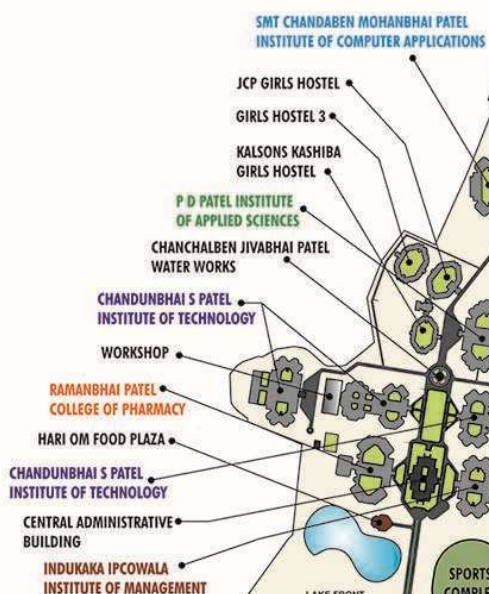 SMT CHANDABEN MOHANBHAI PATEL
INSTITUTE OF COMPUTER APPLICATIONS
JCP GIRLS HOSTEL
GIRLS HOSTEL 3
KALSONS KASHIBA
GIRLS HOSTEL
P D PATEL INSTITUTE
OF APPLIED SCIENCES
CHANCHALBEN JIVABHAI PATEL
WATER WORKS
CHANDUNBHAI S PATEL
INSTITUTE OF TECHNOLOGY
WORKSHOP
RAMANBHAI PATEL
COLLEGE OF PHARMACY
HARI OM FOOD PLAZA
CHANDUNBHAI S PATEL
INSTITUTE OF TECHNOLOGY
CENTRAL ADMINISTRATIVE
BUILDING
INDUKAKA IPCOWALA
INSTITUTE OF MANAGEMENT
LAKE FRONT
SPORTS